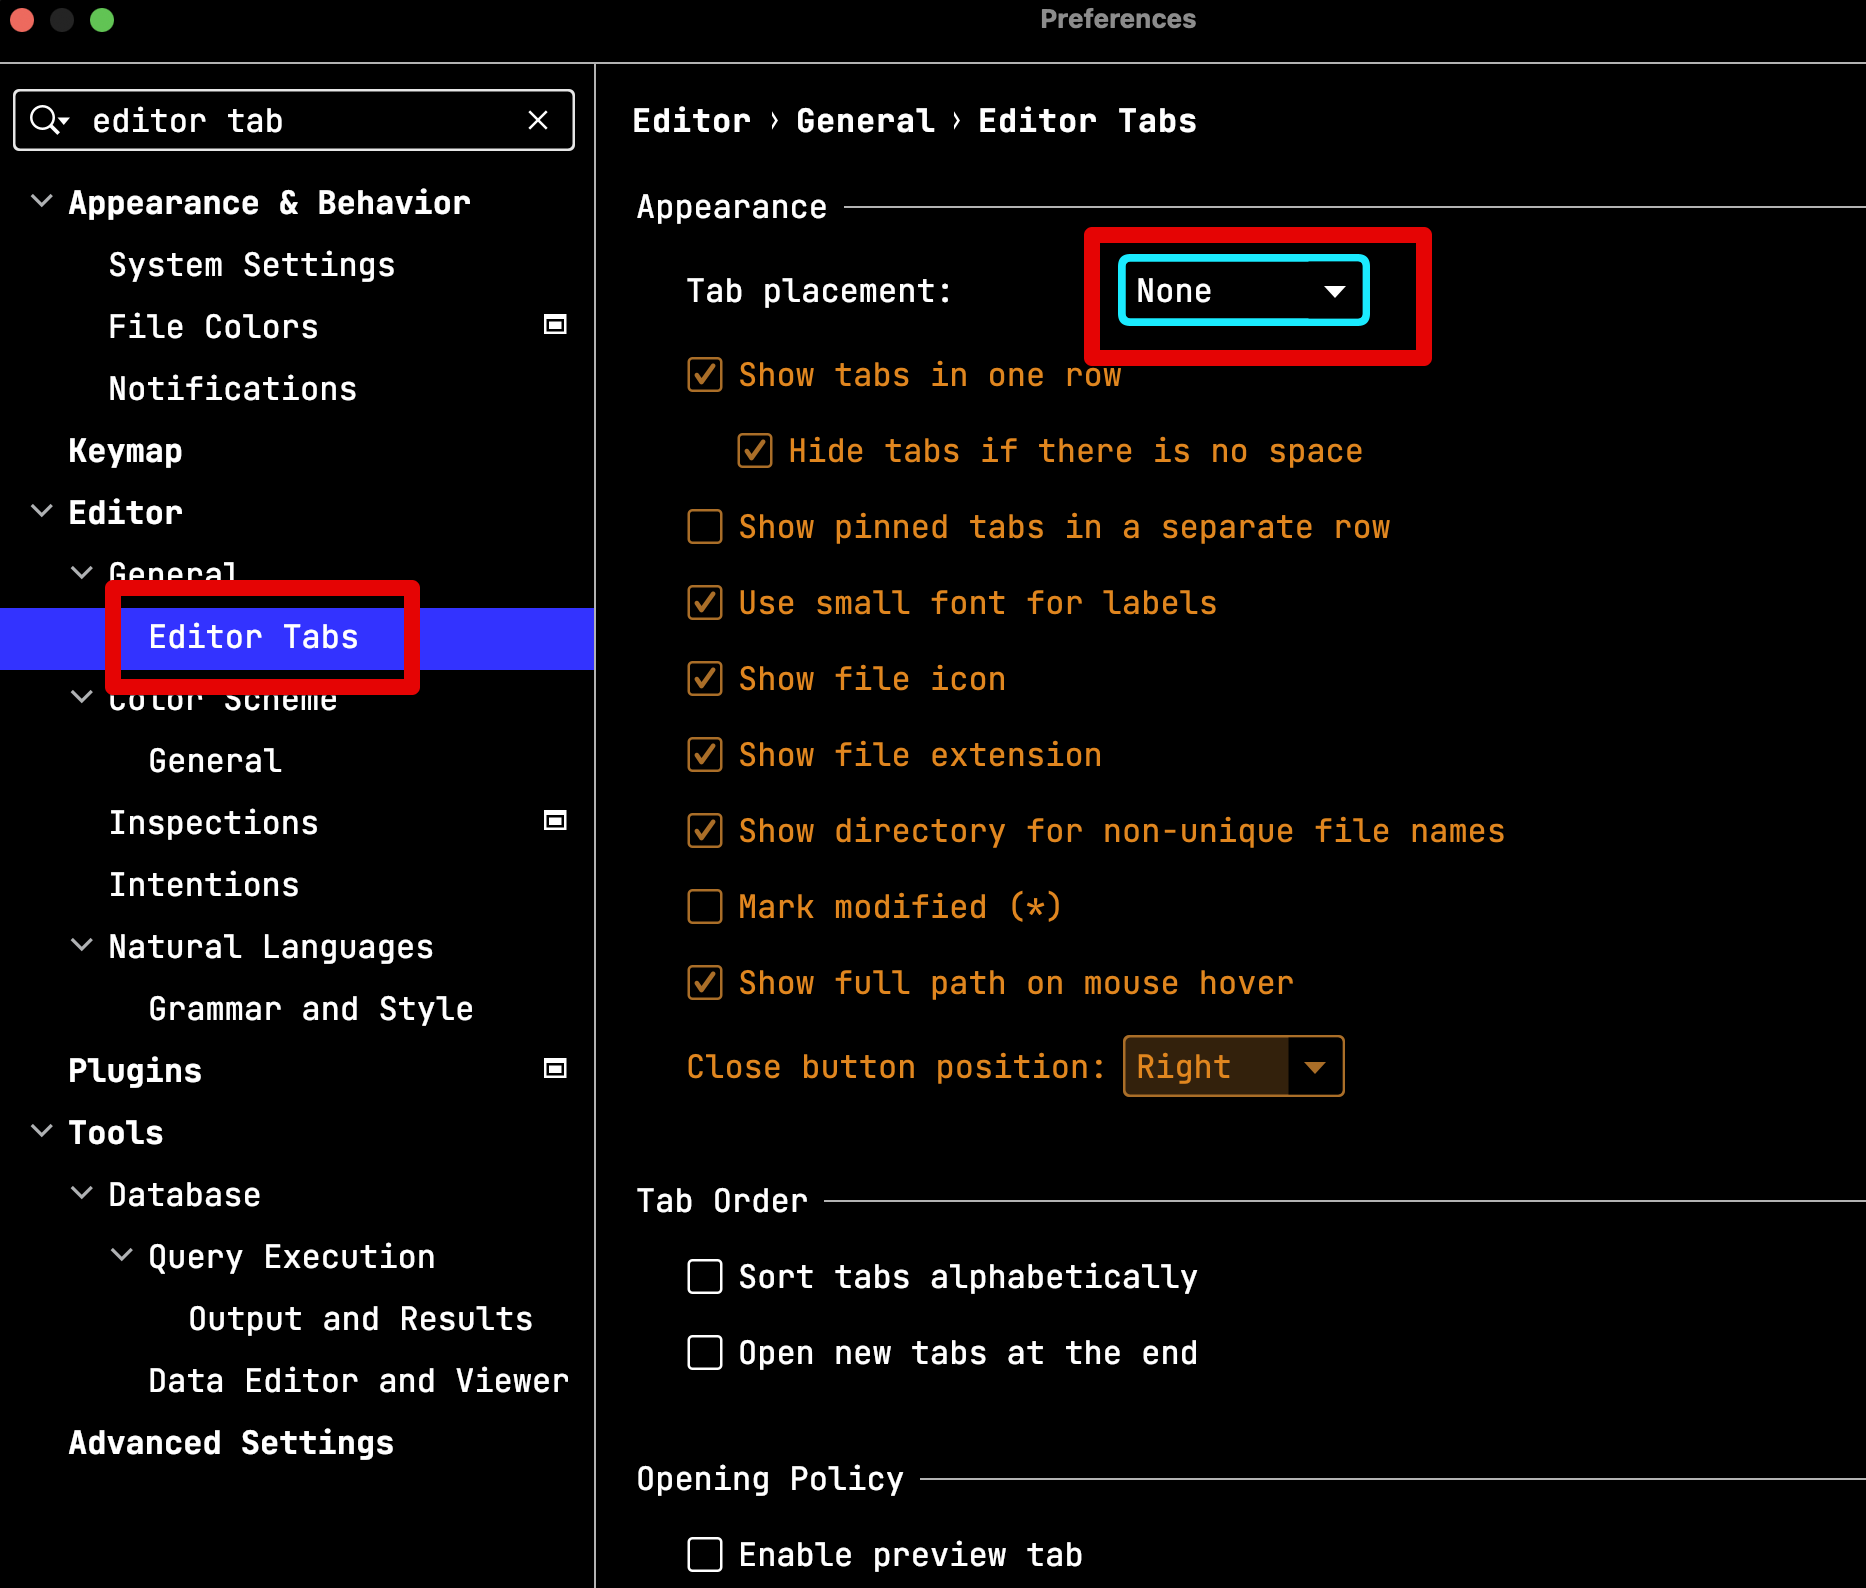 Preferences
editor tab
Appearance & Behavior
System Settings
File Colors
Notifications
Keymap
Editor
General
Editor Tabs
Color Scheme
General
Inspections
Intentions
Natural Languages
Grammar and Style
Plugins
Tools
Database
Query Execution
Output and Results
Data Editor and Viewer
Advanced Settings
Editor › General › Editor Tabs
Appearance
Tab placement: None
Show tabs in one row
Hide tabs if there is no space
Show pinned tabs in a separate row
Use small font for labels
Show file icon
Show file extension
Show directory for non-unique file names
Mark modified (*)
Show full path on mouse hover
Close button position: Right
Tab Order
Sort tabs alphabetically
Open new tabs at the end
Opening Policy
Enable preview tab